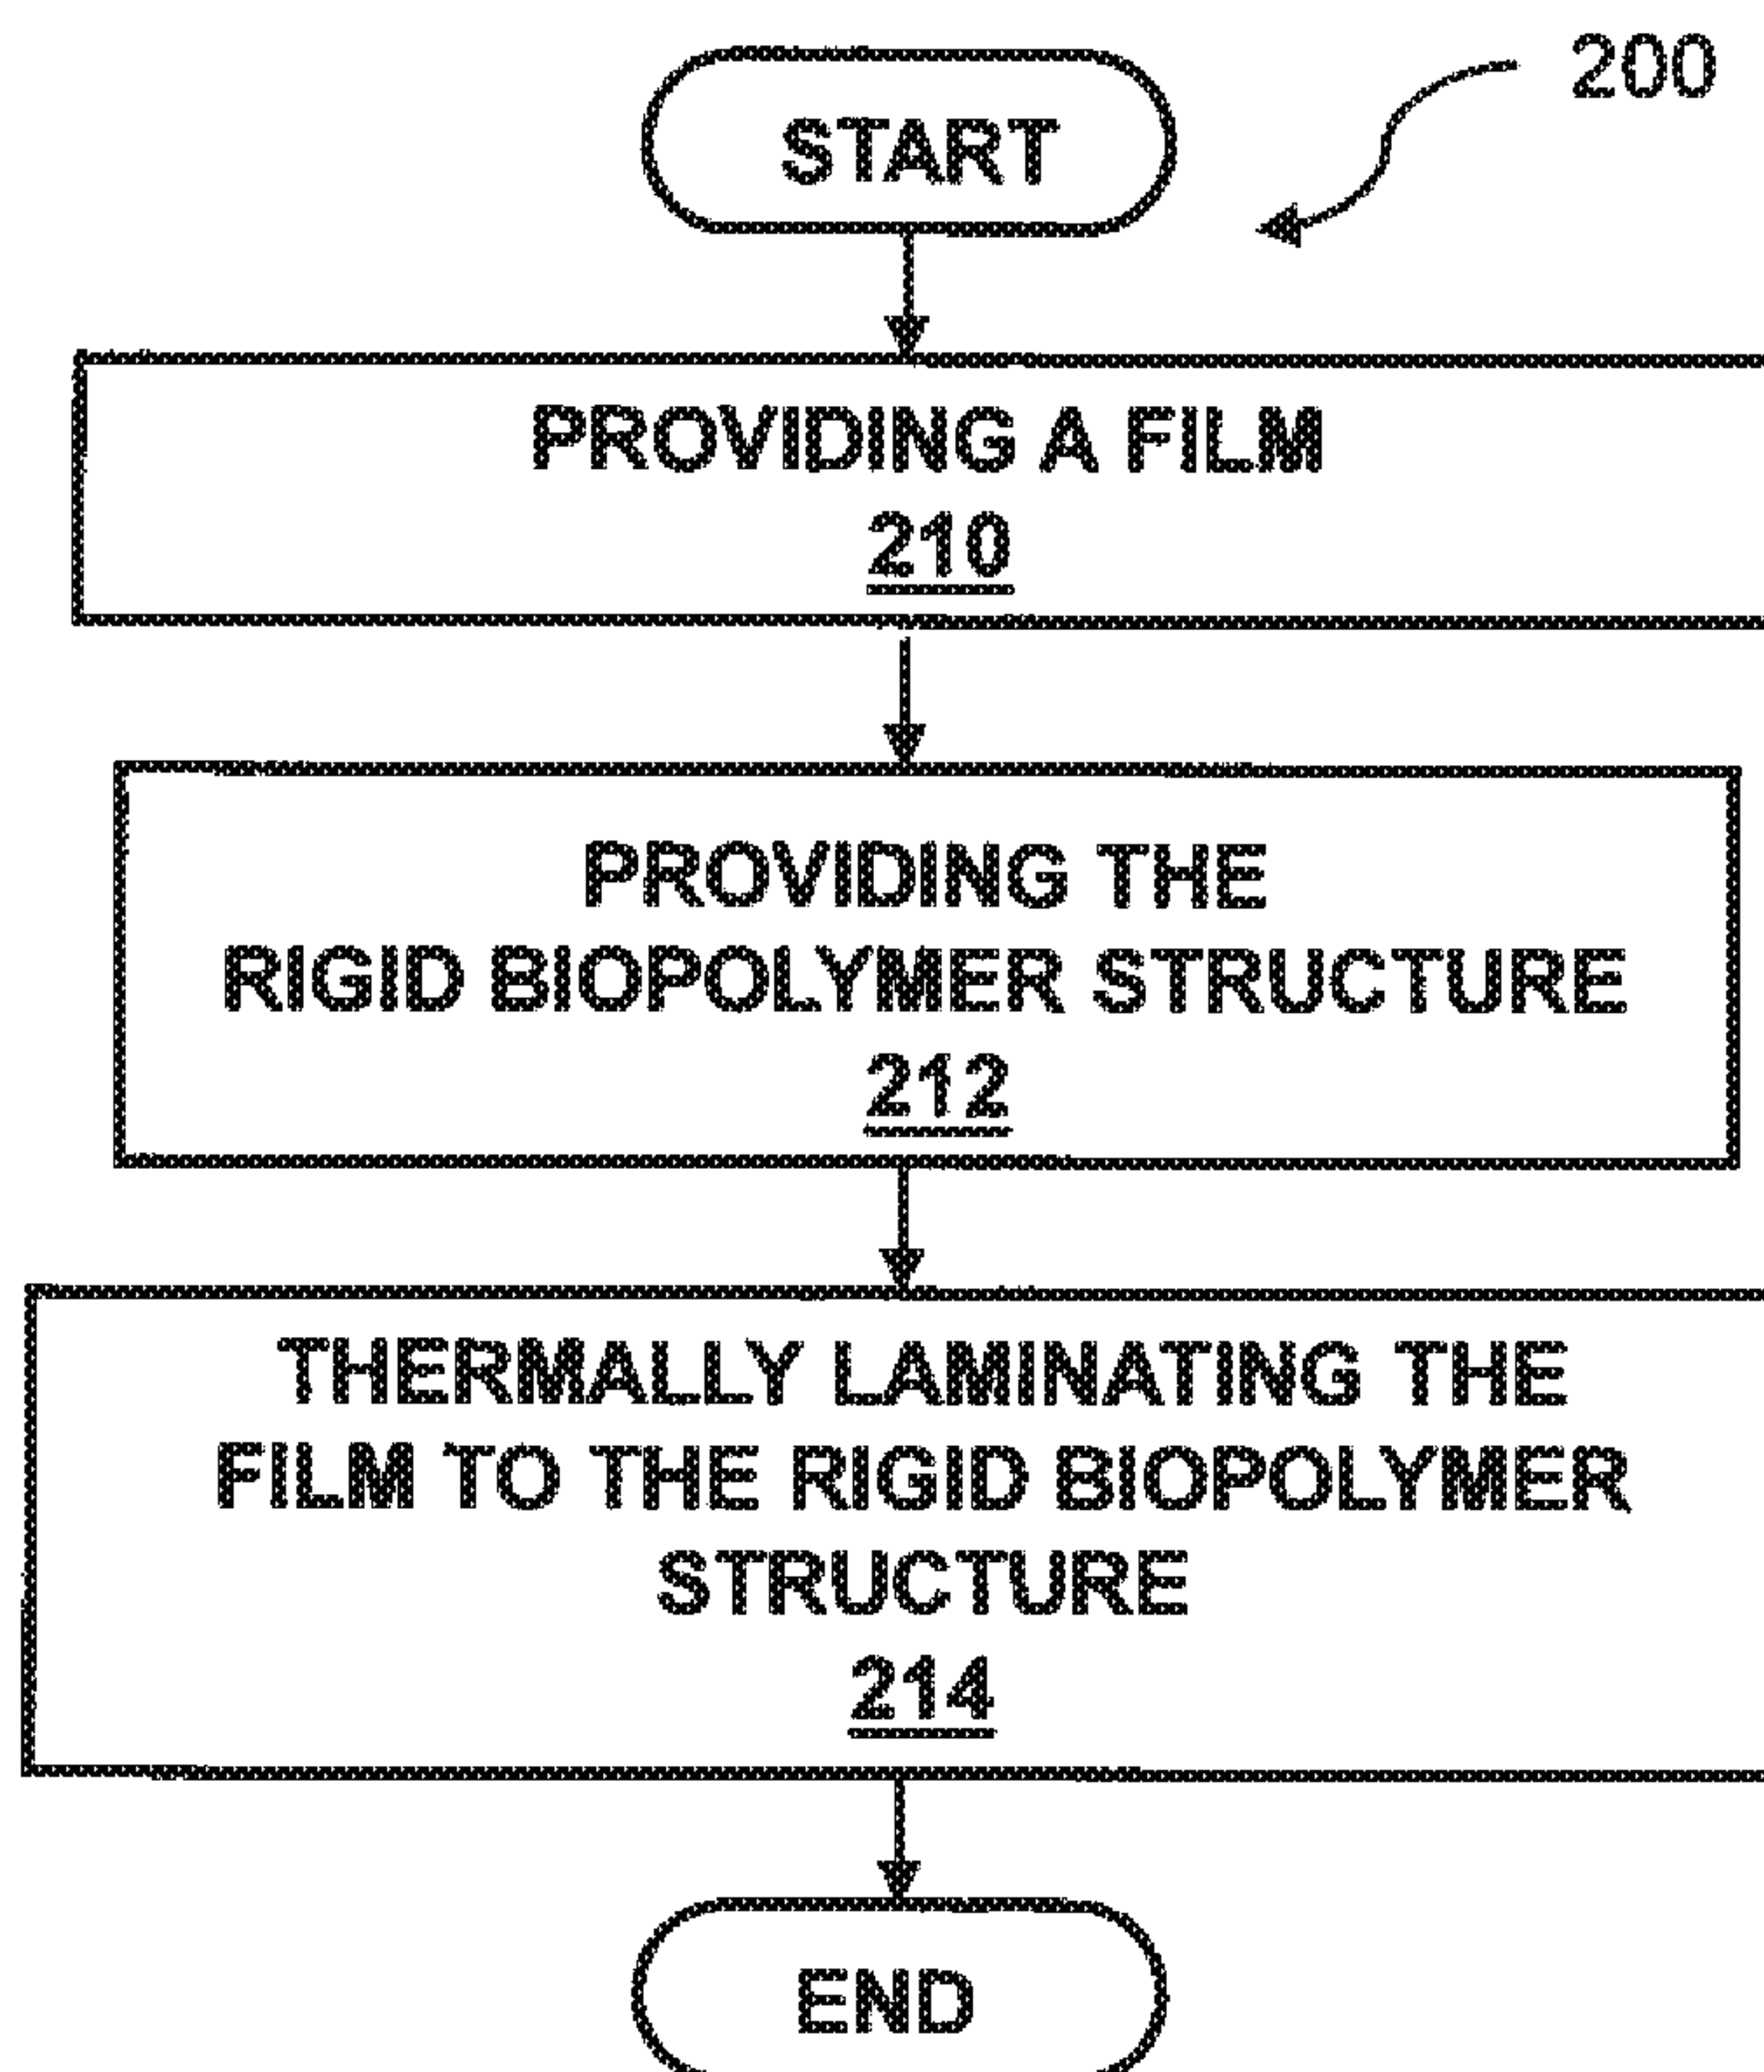 200
START
PROVIDING A FILM
210
PROVIDING THE
RIGID BIOPOLYMER STRUCTURE
212
THERMALLY LAMINATING THE
FILM TO THE RIGID BIOPOLYMER
STRUCTURE
214
END